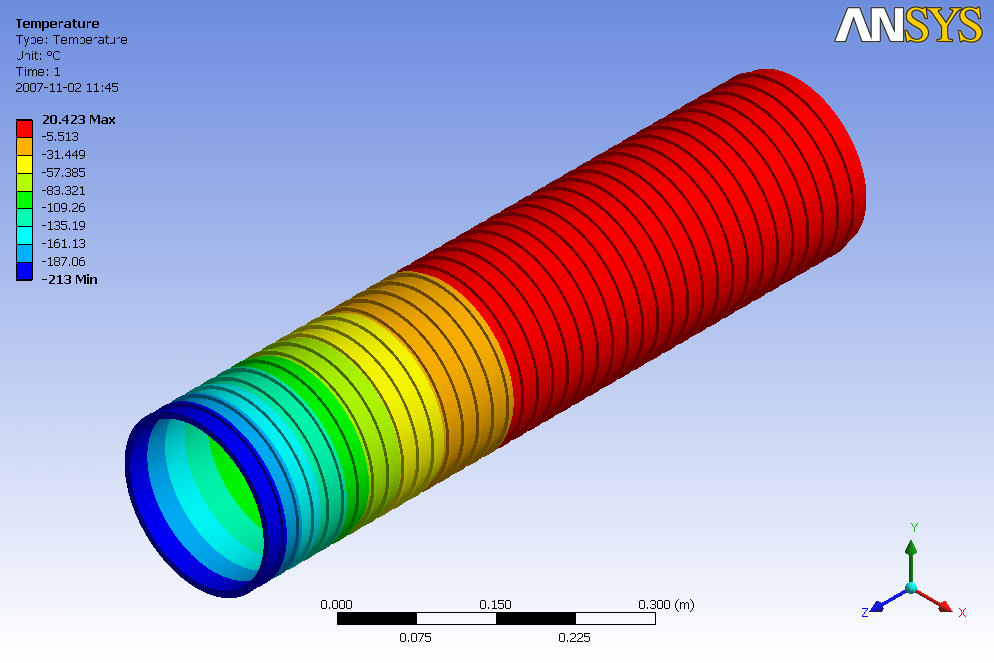 Temperature
Type: Temperature
Unit: °C
Time: 1
2007-11-02 11:45
20.423 Max
-5.513
-31.449
-57.385
-83.321
-109.26
-135.19
-161.13
-187.06
-213 Min
ANSYS
0.000 0.150 0.300 (m)
0.075 0.225
Y
Z X